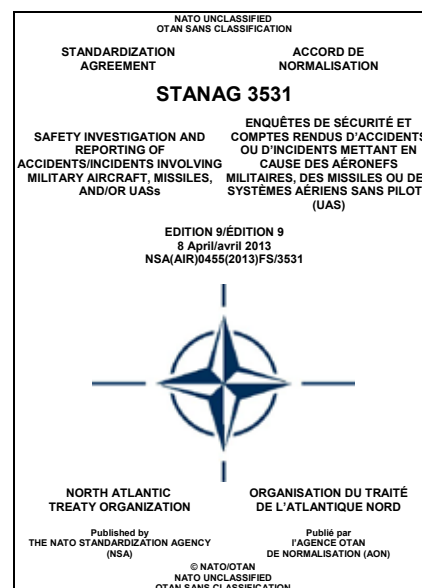 NATO UNCLASSIFIED
OTAN SANS CLASSIFICATION
STANDARDIZATION
AGREEMENT
ACCORD DE
NORMALISATION
STANAG 3531
SAFETY INVESTIGATION AND
REPORTING OF
ACCIDENTS/INCIDENTS INVOLVING
MILITARY AIRCRAFT, MISSILES,
AND/OR UASs
ENQUÊTES DE SÉCURITÉ ET
COMPTES RENDUS D'ACCIDENTS
OU D'INCIDENTS METTANT EN
CAUSE DES AÉRONEFS
MILITAIRES, DES MISSILES OU DE
SYSTÈMES AÉRIENS SANS PILOT
(UAS)
EDITION 9/ÉDITION 9
8 April/avril 2013
NSA(AIR)0455(2013)FS/3531
NORTH ATLANTIC
TREATY ORGANIZATION
ORGANISATION DU TRAITÉ
DE L'ATLANTIQUE NORD
Published by
THE NATO STANDARDIZATION AGENCY
(NSA)
Publié par
l'AGENCE OTAN
DE NORMALISATION (AON)
© NATO/OTAN
NATO UNCLASSIFIED
OTAN SANS CLASSIFICATION